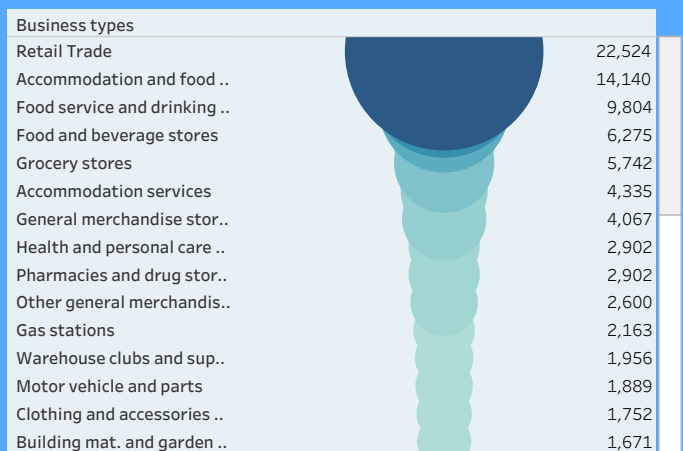 Business types
Retail Trade 22,524
Accommodation and food .. 14,140
Food service and drinking .. 9,804
Food and beverage stores 6,275
Grocery stores 5,742
Accommodation services 4,335
General merchandise stor.. 4,067
Health and personal care .. 2,902
Pharmacies and drug stor.. 2,902
Other general merchandis.. 2,600
Gas stations 2,163
Warehouse clubs and sup.. 1,956
Motor vehicle and parts 1,889
Clothing and accessories .. 1,752
Building mat. and garden .. 1,671